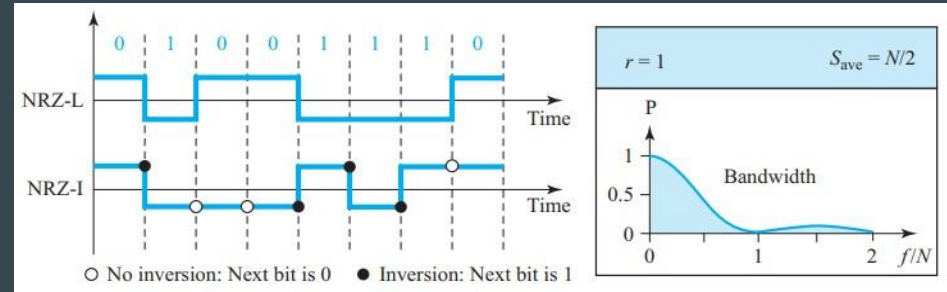 0 1 0 0 1 1 1 0
NRZ-L
Time
NRZ-I
Time
○ No inversion: Next bit is 0 ● Inversion: Next bit is 1
r = 1 S_ave = N/2
P
1
Bandwidth
0.5
0
0 1 2 f/N